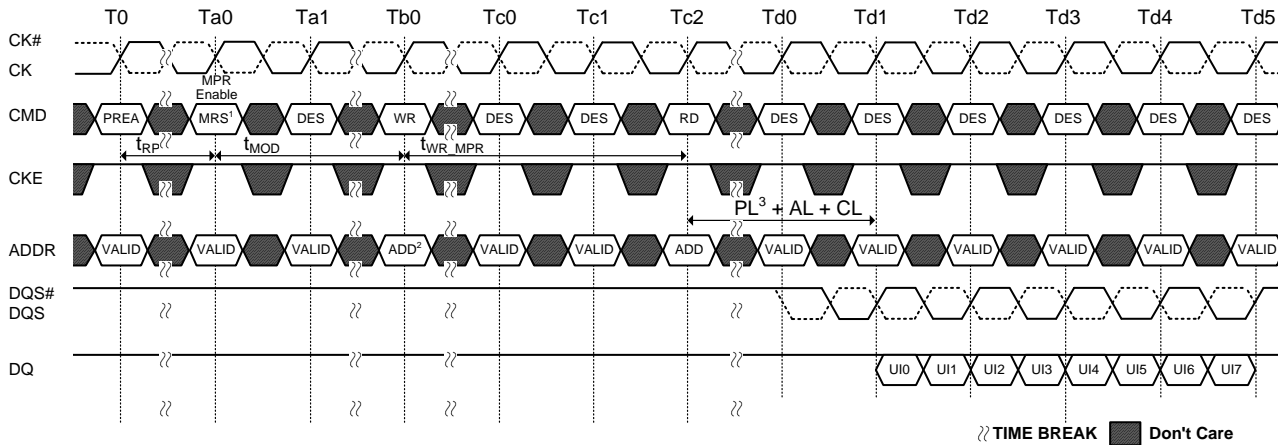 T0 Ta0 Ta1 Tb0 Tc0 Tc1 Tc2 Td0 Td1 Td2 Td3 Td4 Td5
CK#
CK
MPR
Enable
CMD PREA MRS¹ DES WR DES DES RD DES DES DES DES DES DES
tRP tMOD tWR_MPR
CKE
PL³ + AL + CL
ADDR VALID VALID VALID ADD² VALID VALID ADD VALID VALID VALID VALID VALID VALID
DQS#
DQS
DQ UI0 UI1 UI2 UI3 UI4 UI5 UI6 UI7
TIME BREAK Don't Care